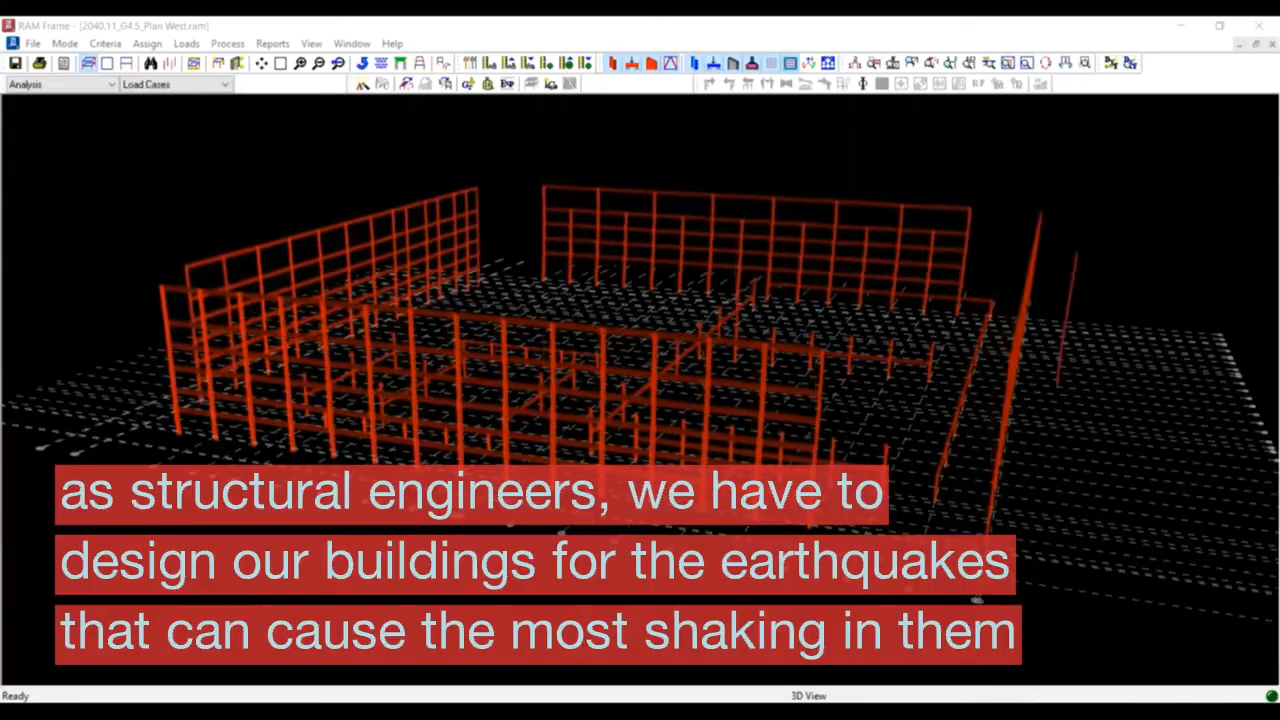 RAM Frame - [2040.11_G4.5_Plan West.ram]
File Mode Criteria Assign Loads Process Reports View Window Help
Analysis Load Cases
as structural engineers, we have to
design our buildings for the earthquakes
that can cause the most shaking in them
Ready 3D View